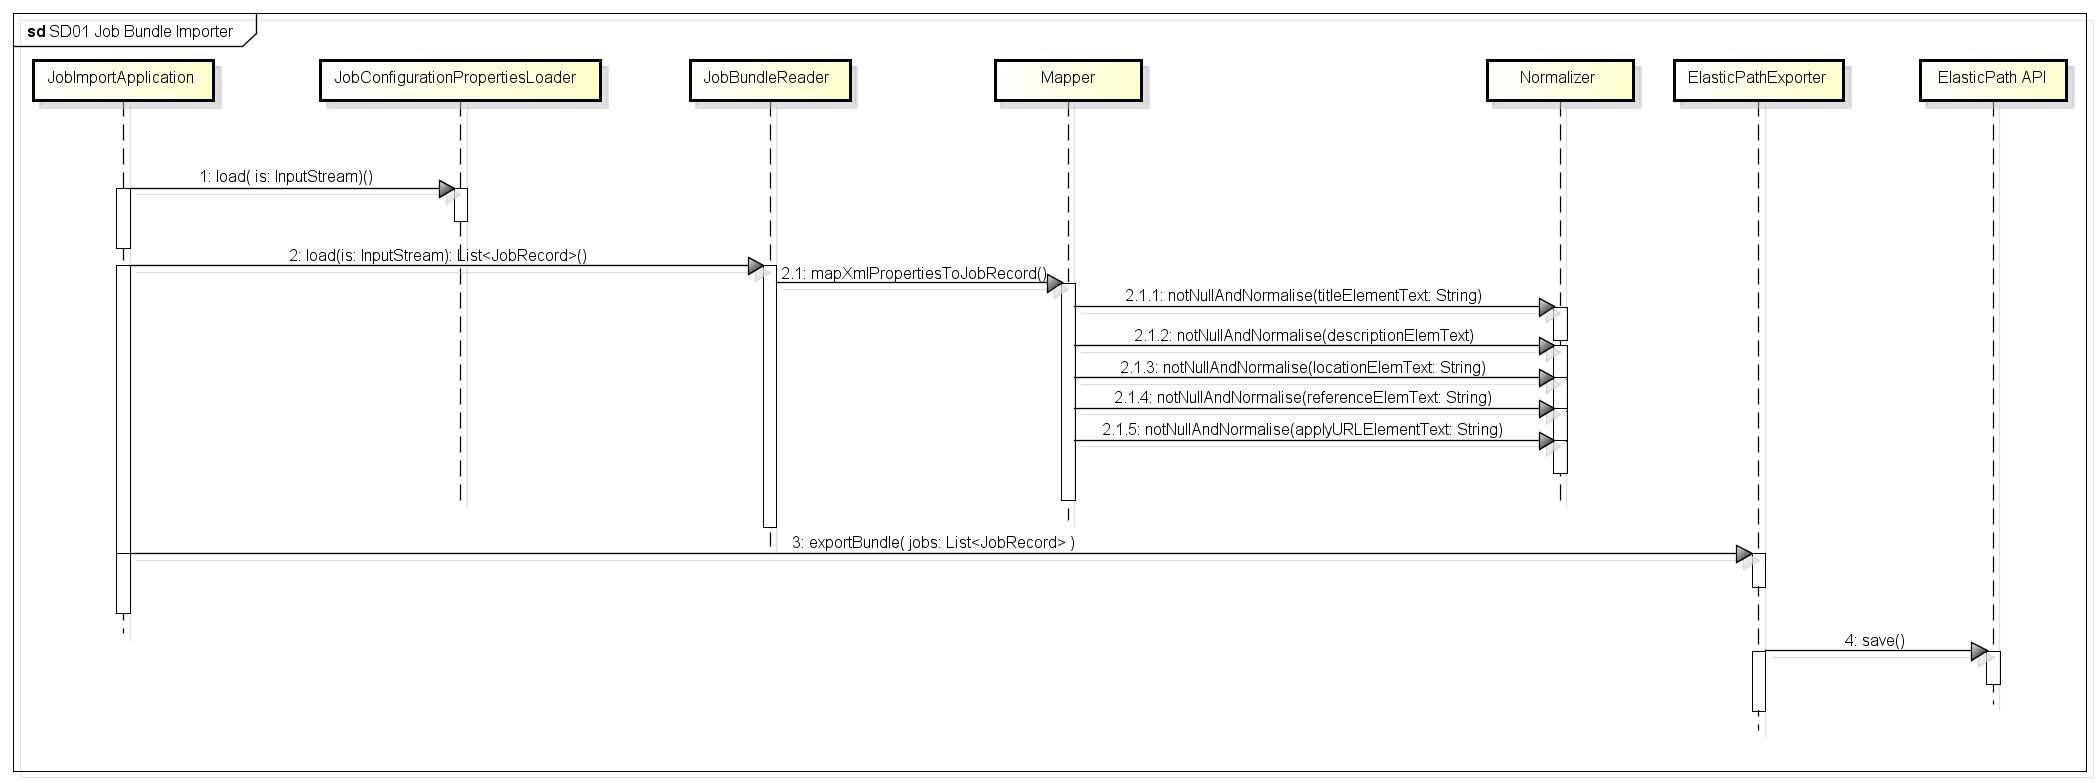 sd SD01 Job Bundle Importer
JobImportApplication
JobConfigurationPropertiesLoader
JobBundleReader
Mapper
Normalizer
ElasticPathExporter
ElasticPath API
1: load( is: InputStream)()
2: load(is: InputStream): List<JobRecord>()
2.1: mapXmlPropertiesToJobRecord()
2.1.1: notNullAndNormalise(titleElementText: String)
2.1.2: notNullAndNormalise(descriptionElemText)
2.1.3: notNullAndNormalise(locationElemText: String)
2.1.4: notNullAndNormalise(referenceElemText: String)
2.1.5: notNullAndNormalise(applyURLElementText: String)
3: exportBundle( jobs: List<JobRecord> )
4: save()